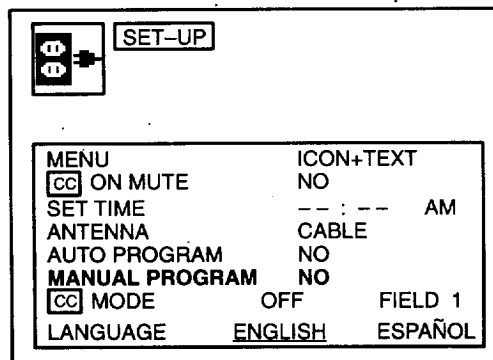 SET–UP
MENU ICON+TEXT
CC ON MUTE NO
SET TIME – – : – – AM
ANTENNA CABLE
AUTO PROGRAM NO
MANUAL PROGRAM NO
CC MODE OFF FIELD 1
LANGUAGE ENGLISH ESPAÑOL